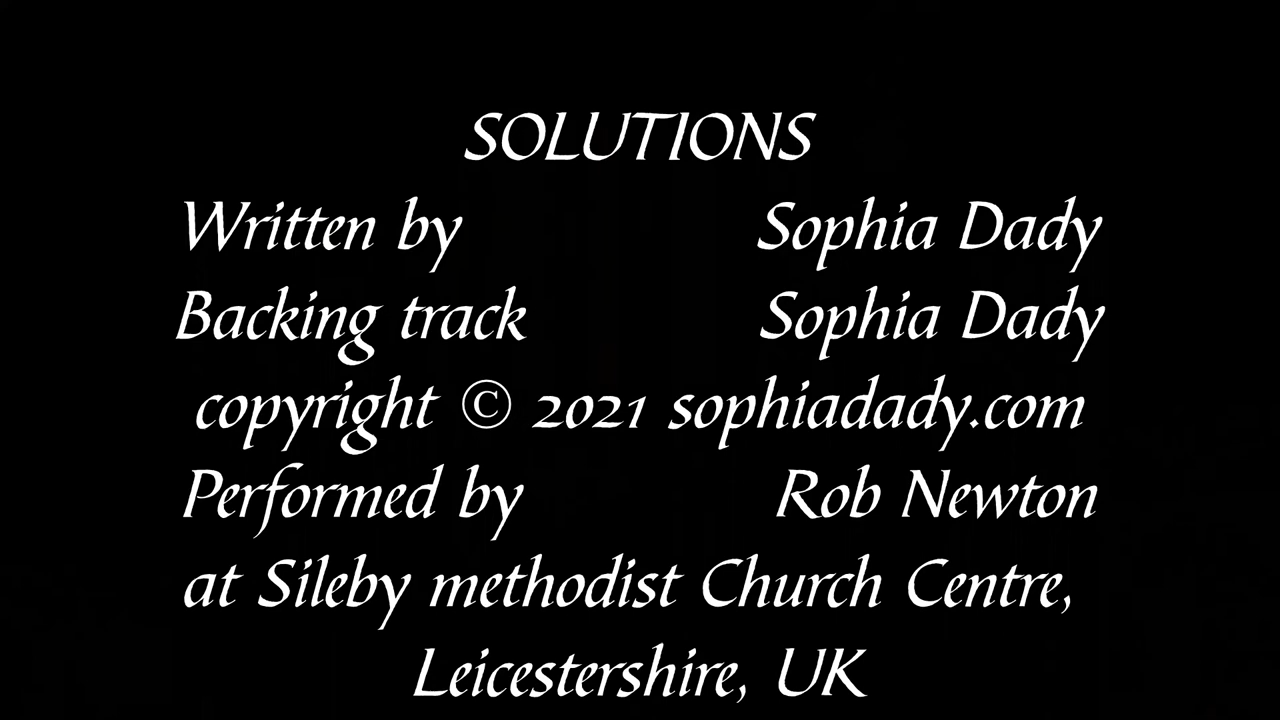 SOLUTIONS
Written by Sophia Dady
Backing track Sophia Dady
copyright © 2021 sophiadady.com
Performed by Rob Newton
at Sileby methodist Church Centre,
Leicestershire, UK